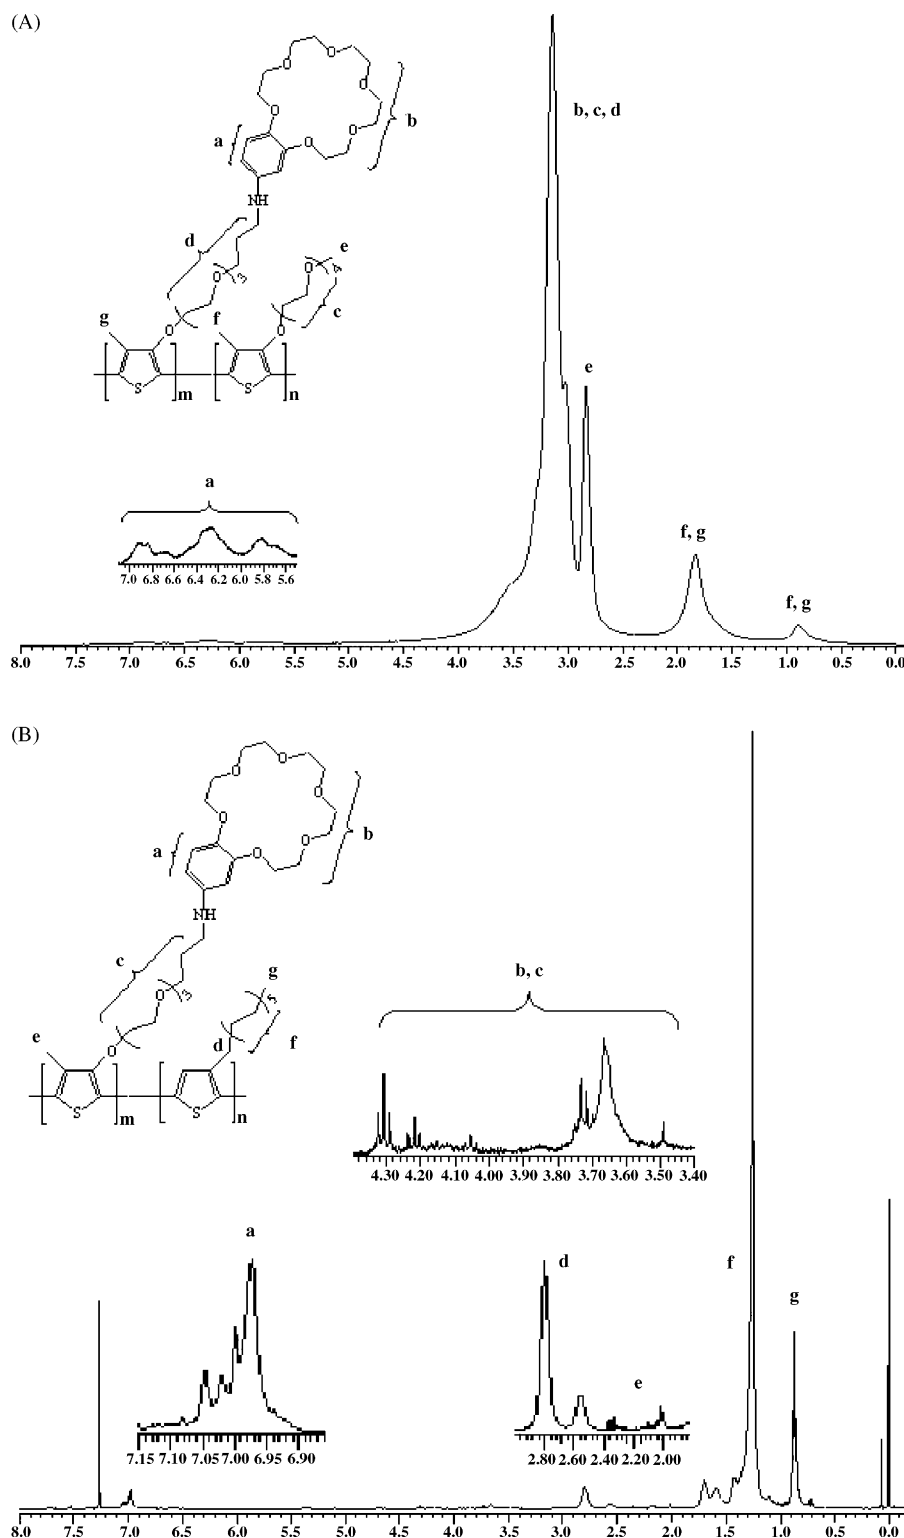 (A)
O O
O O
O O
a O b
NH
d
O 3 O 4 e
g O f O c
S m S n
b, c, d
e
f, g
f, g
a
7.0 6.8 6.6 6.4 6.2 6.0 5.8 5.6
8.0 7.5 7.0 6.5 6.0 5.5 5.0 4.5 4.0 3.5 3.0 2.5 2.0 1.5 1.0 0.5 0.0
(B)
O O
O O
O
a O O b
NH
c
O 3 g
5
e O d f
S m S n
b, c
4.30 4.20 4.10 4.00 3.90 3.80 3.70 3.60 3.50 3.40
a
7.15 7.10 7.05 7.00 6.95 6.90
d
e
2.80 2.60 2.40 2.20 2.00
f
g
8.0 7.5 7.0 6.5 6.0 5.5 5.0 4.5 4.0 3.5 3.0 2.5 2.0 1.5 1.0 0.5 0.0